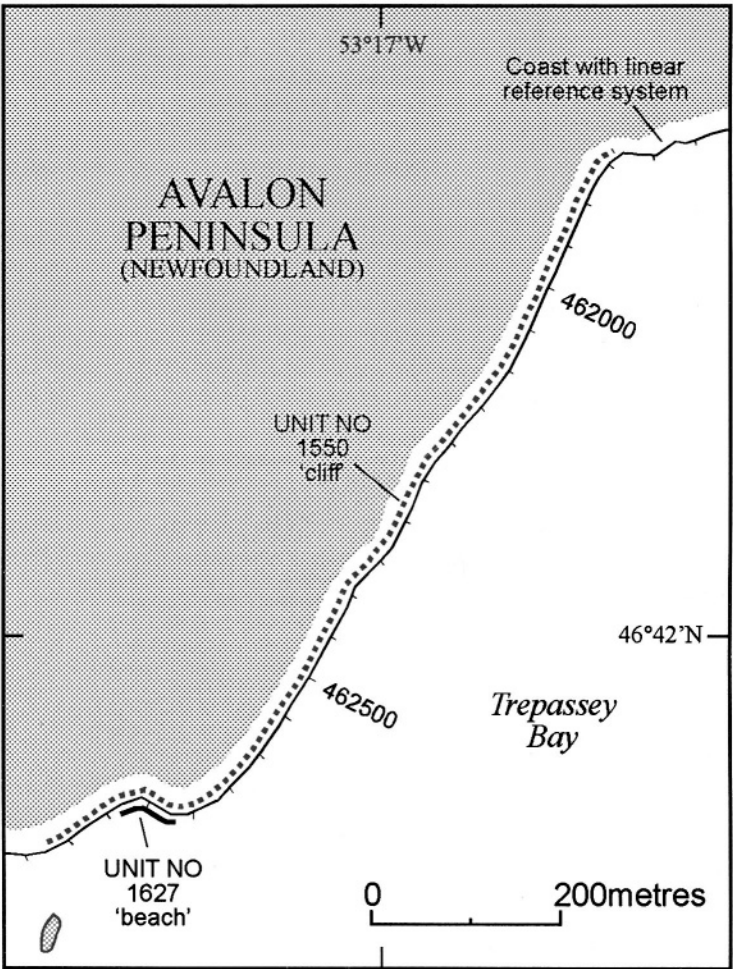 53°17'W
Coast with linear
reference system
AVALON
PENINSULA
(NEWFOUNDLAND)
462000
UNIT NO
1550
'cliff'
46°42'N
462500
Trepassey
Bay
UNIT NO
1627
'beach'
0 200metres